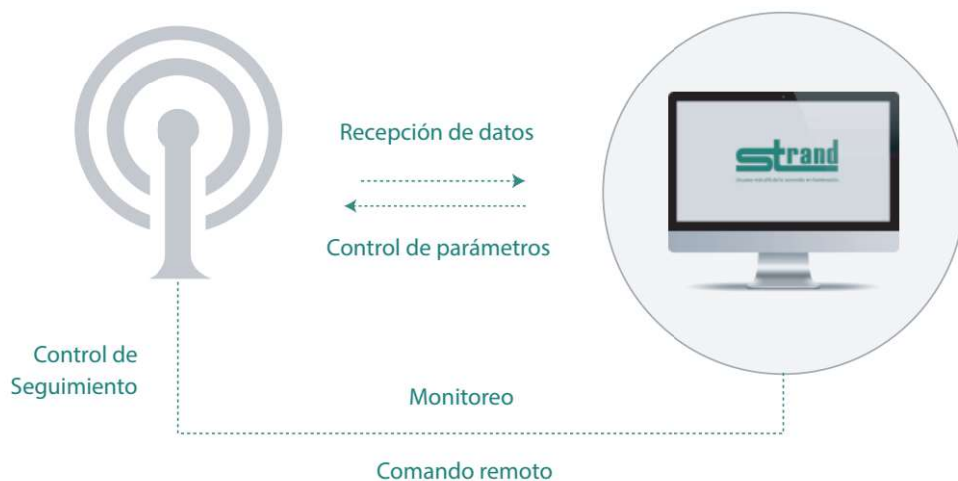 Recepción de datos
strand
Control de parámetros
Control de
Seguimiento
Monitoreo
Comando remoto